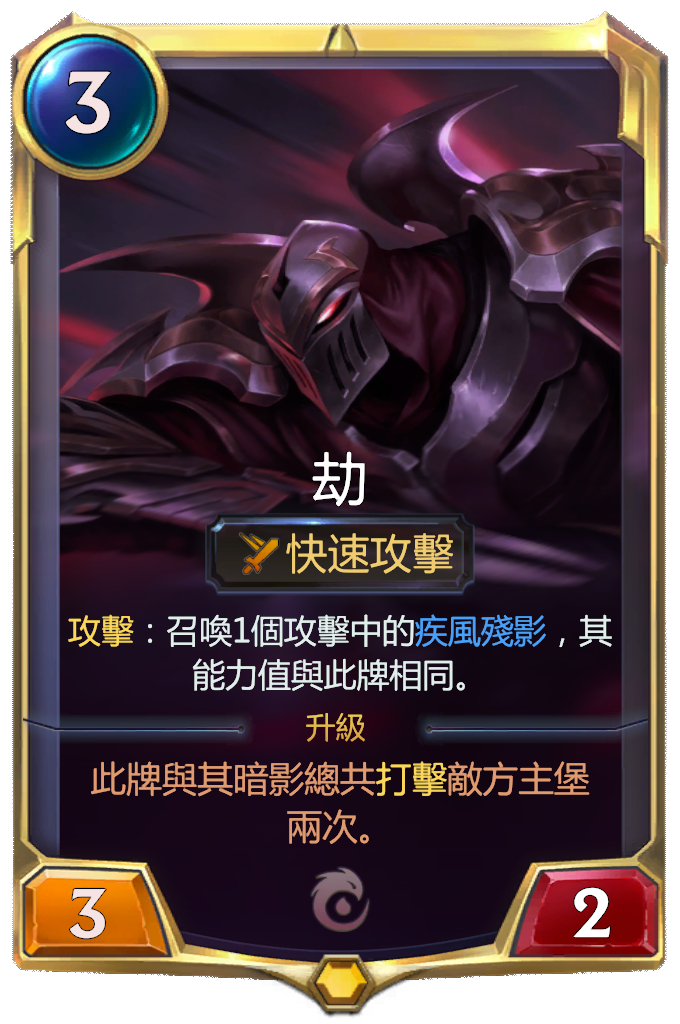 3
劫
快速攻擊
攻擊：召喚1個攻擊中的疾風殘影，其
能力值與此牌相同。
升級
此牌與其暗影總共打擊敵方主堡
兩次。
3
2